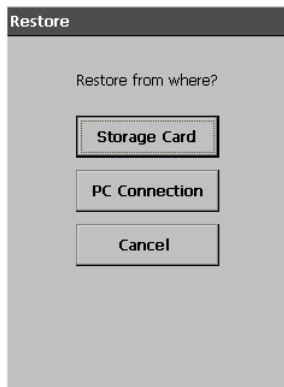 Restore
Restore from where?
Storage Card
PC Connection
Cancel